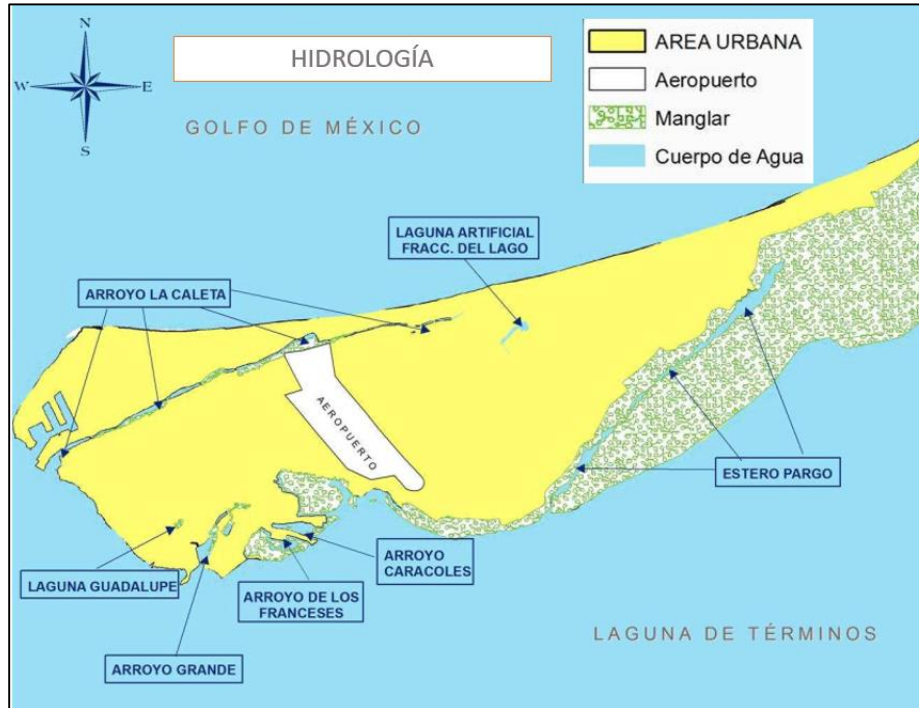 N
W
E
S
HIDROLOGÍA
AREA URBANA
Aeropuerto
Manglar
Cuerpo de Agua
GOLFO DE MÉXICO
LAGUNA ARTIFICIAL
FRACC. DEL LAGO
ARROYO LA CALETA
AEROPUERTO
ESTERO PARGO
LAGUNA GUADALUPE
ARROYO
CARACOLES
ARROYO DE LOS
FRANCESES
ARROYO GRANDE
LAGUNA DE TÉRMINOS